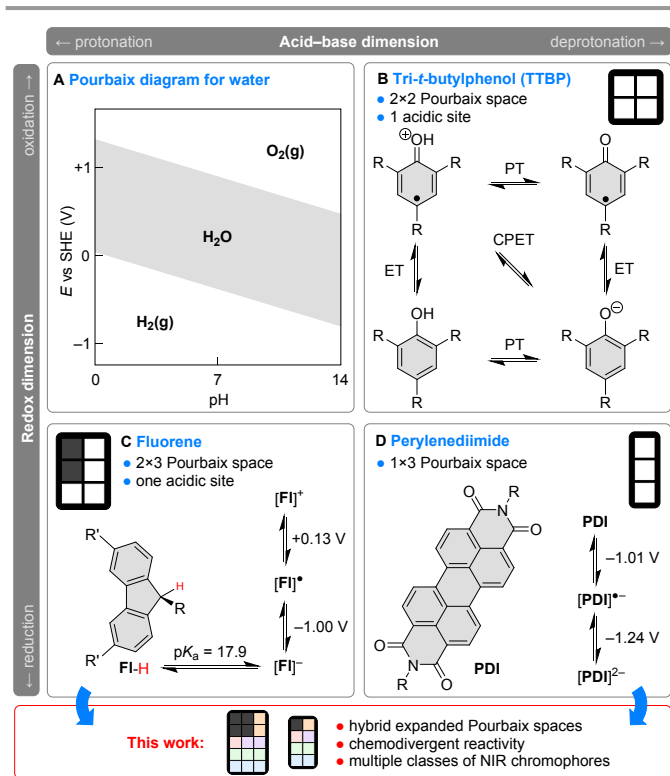 ← protonation Acid–base dimension deprotonation →
Redox dimension
oxidation →
← reduction
A Pourbaix diagram for water
E vs SHE (V)
+1
0
–1
O₂(g)
H₂O
H₂(g)
0 7 14
pH
B Tri-t-butylphenol (TTBP)
● 2×2 Pourbaix space
● 1 acidic site
⊕
OH
R R
•
R
PT
O
R R
•
R
ET
CPET
ET
OH
R R
R
PT
O⊖
R R
R
C Fluorene
● 2×3 Pourbaix space
● one acidic site
[Fl]⁺
+0.13 V
[Fl]•
–1.00 V
[Fl]⁻
R'
H
R
R'
Fl-H
pKₐ = 17.9
D Perylenediimide
● 1×3 Pourbaix space
R
O N
O
O
N O
R
PDI
PDI
–1.01 V
[PDI]•–
–1.24 V
[PDI]²⁻
This work:
● hybrid expanded Pourbaix spaces
● chemodivergent reactivity
● multiple classes of NIR chromophores